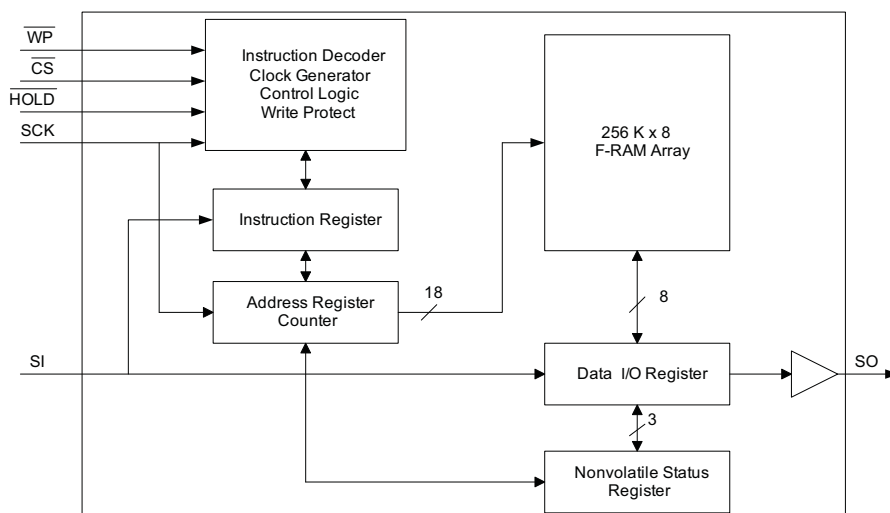 WP
CS
HOLD
SCK
Instruction Decoder
Clock Generator
Control Logic
Write Protect
256 K x 8
F-RAM Array
Instruction Register
Address Register
Counter
18
8
SI
Data I/O Register
SO
3
Nonvolatile Status
Register